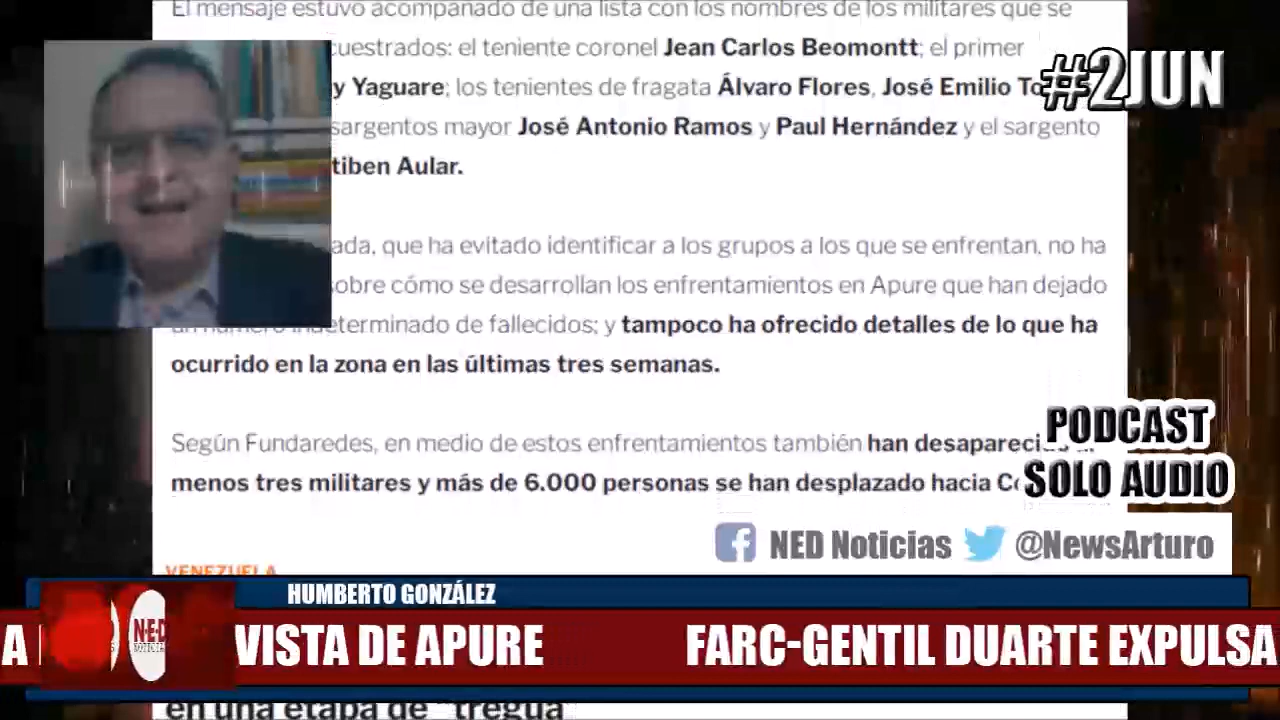 El mensaje estuvo acompañado de una lista con los nombres de los militares que se
cuestrados: el teniente coronel Jean Carlos Beomontt; el primer
y Yaguare; los tenientes de fragata Álvaro Flores, José Emilio To
#2JUN
sargentos mayor José Antonio Ramos y Paul Hernández y el sargento
tiben Aular.
ada, que ha evitado identificar a los grupos a los que se enfrentan, no ha
sobre cómo se desarrollan los enfrentamientos en Apure que han dejado
un número indeterminado de fallecidos; y tampoco ha ofrecido detalles de lo que ha
ocurrido en la zona en las últimas tres semanas.
Según Fundaredes, en medio de estos enfrentamientos también han desapareci
menos tres militares y más de 6.000 personas se han desplazado hacia Co
PODCAST
SOLO AUDIO
NED Noticias @NewsArturo
VENEZUELA
HUMBERTO GONZÁLEZ
A
N·E·D
NOTICIA
VISTA DE APURE FARC-GENTIL DUARTE EXPULSA
en una etapa de "tregua"